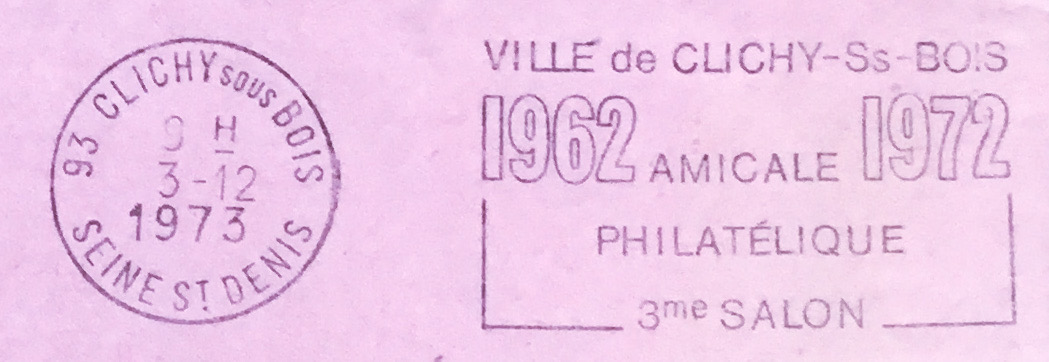 93 CLICHY sous BOIS
9 H
3-12
1973
SEINE ST DENIS
VILLE de CLICHY-Ss-BOIS
1962 AMICALE 1972
PHILATÉLIQUE
3me SALON